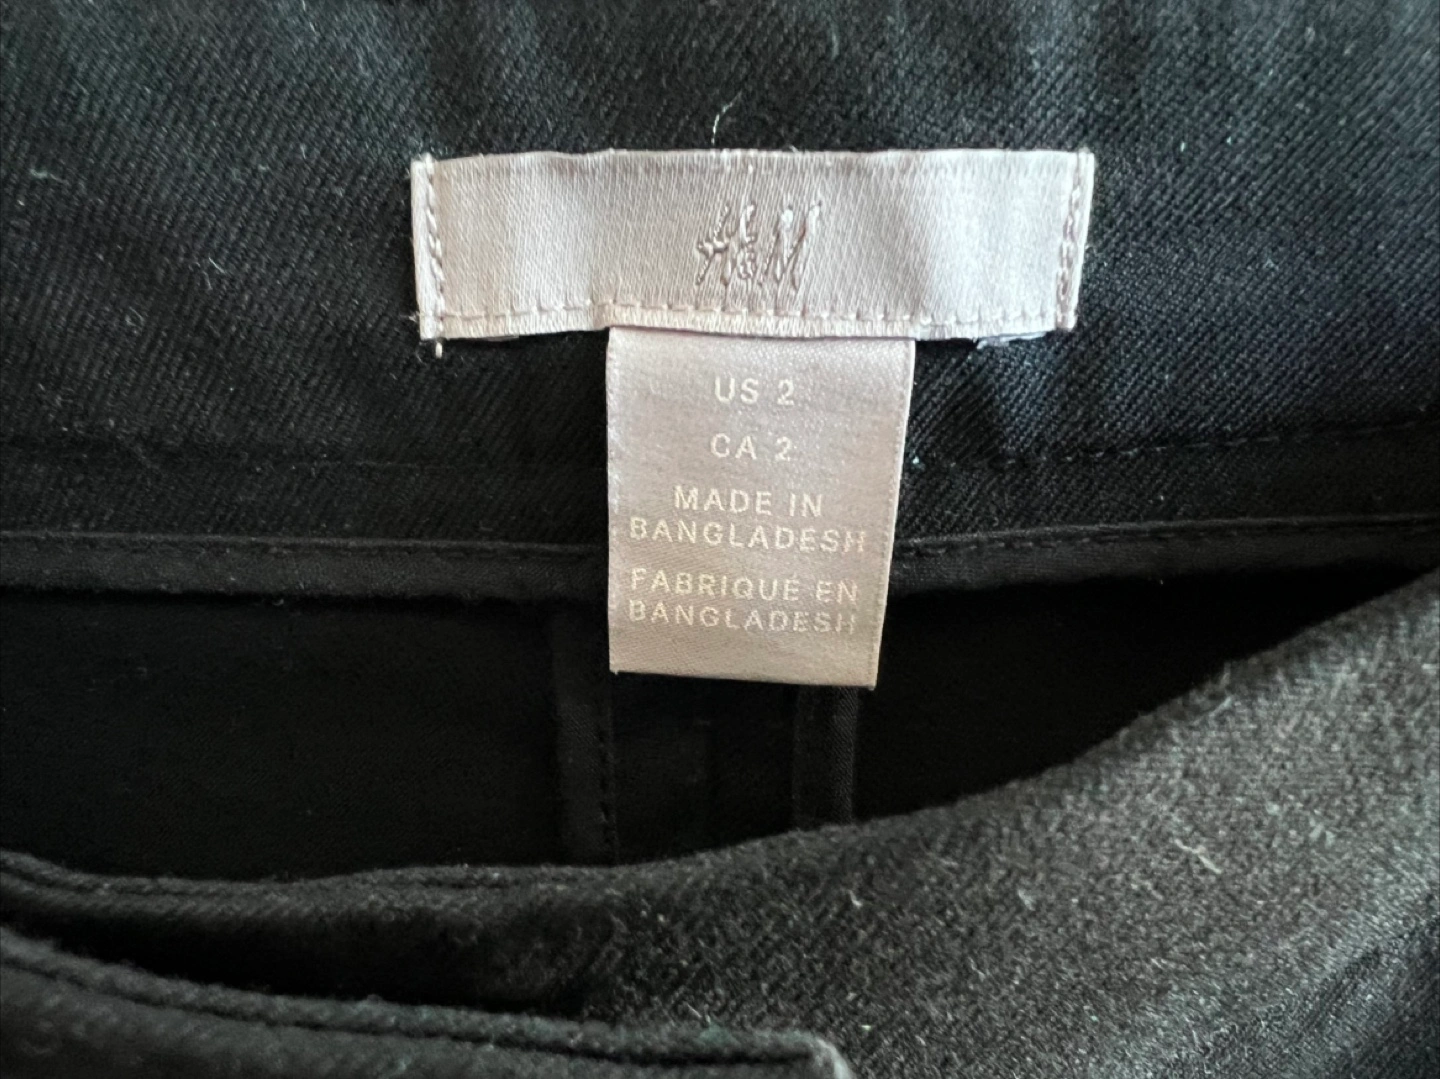 H&M
US 2
CA 2
MADE IN
BANGLADESH
FABRIQUÉ EN
BANGLADESH